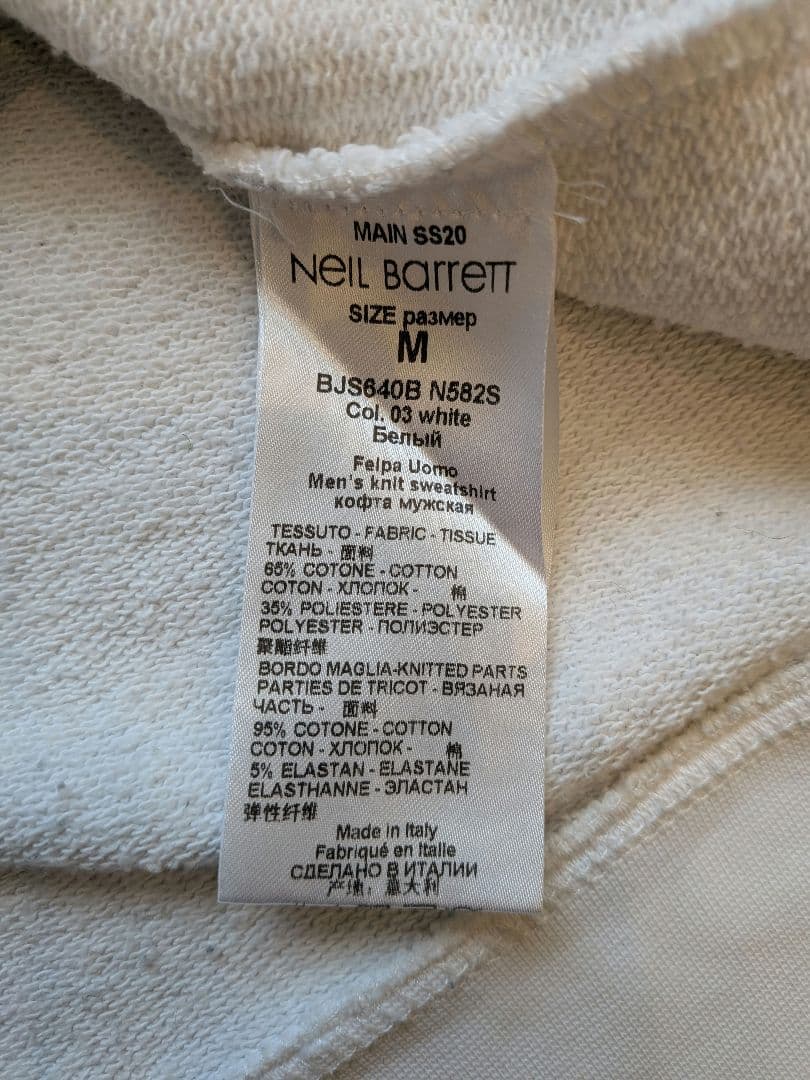 MAIN SS20
NEIL BARRETT
SIZE размер
M
BJS640B N582S
Col. 03 white
Белый
Felpa Uomo
Men's knit sweatshirt
кофта мужская
TESSUTO - FABRIC - TISSUE
ТКАНЬ - 面料
65% COTONE - COTTON
COTON - ХЛОПОК - 棉
35% POLIESTERE - POLYESTER
POLYESTER - ПОЛИЭСТЕР
聚酯纤维
BORDO MAGLIA-KNITTED PARTS
PARTIES DE TRICOT - ВЯЗАНАЯ
ЧАСТЬ - 面料
95% COTONE - COTTON
COTON - ХЛОПОК - 棉
5% ELASTAN - ELASTANE
ELASTHANNE - ЭЛАСТАН
弹性纤维
Made in Italy
Fabriqué en Italie
СДЕЛАНО В ИТАЛИИ
产地：意大利